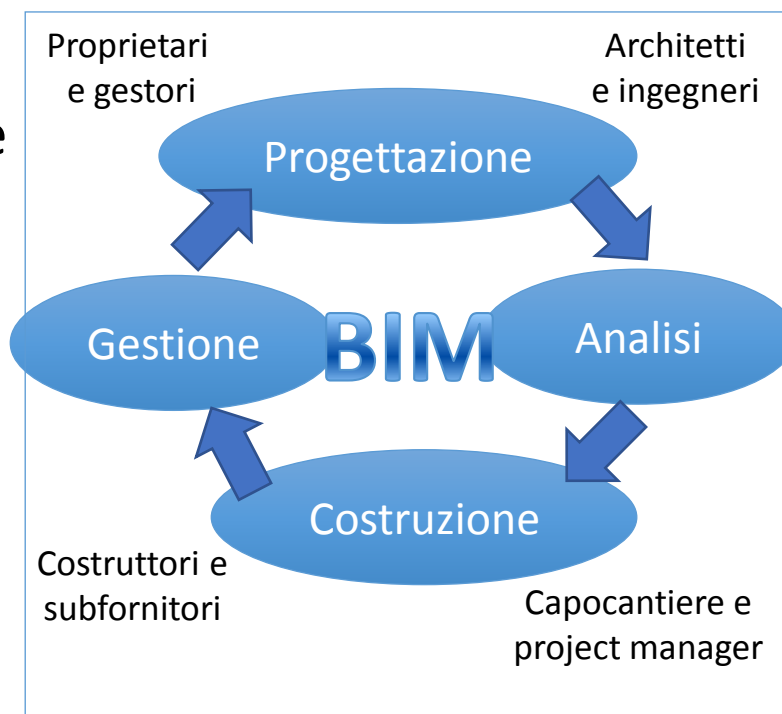 Proprietari
e gestori
Architetti
e ingegneri
e
Progettazione
Gestione
BIM
Analisi
Costruzione
Costruttori e
subfornitori
Capocantiere e
project manager